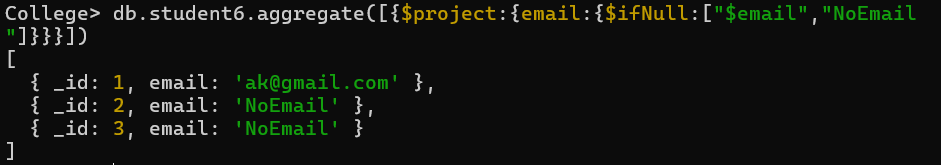 College> db.student6.aggregate([{$project:{email:{$ifNull:["$email","NoEmail
"]}}}])
[
  { _id: 1, email: 'ak@gmail.com' },
  { _id: 2, email: 'NoEmail' },
  { _id: 3, email: 'NoEmail' }
]